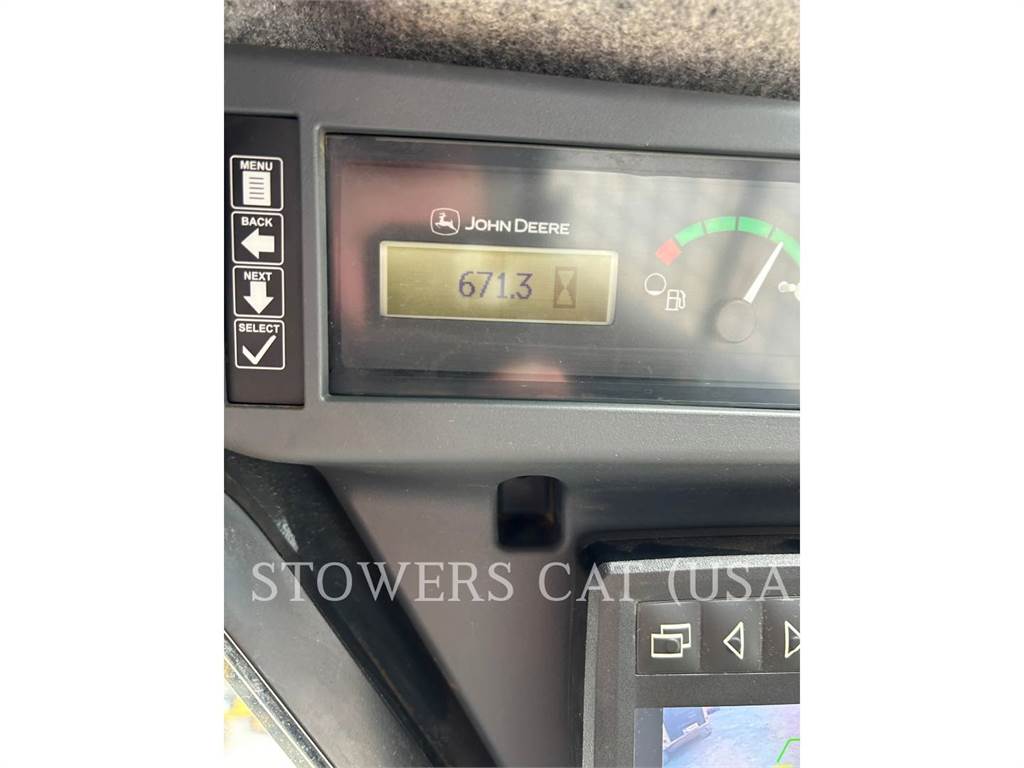 MENU
BACK
NEXT
SELECT
JOHN DEERE
671.3
STOWERS CAT (USA